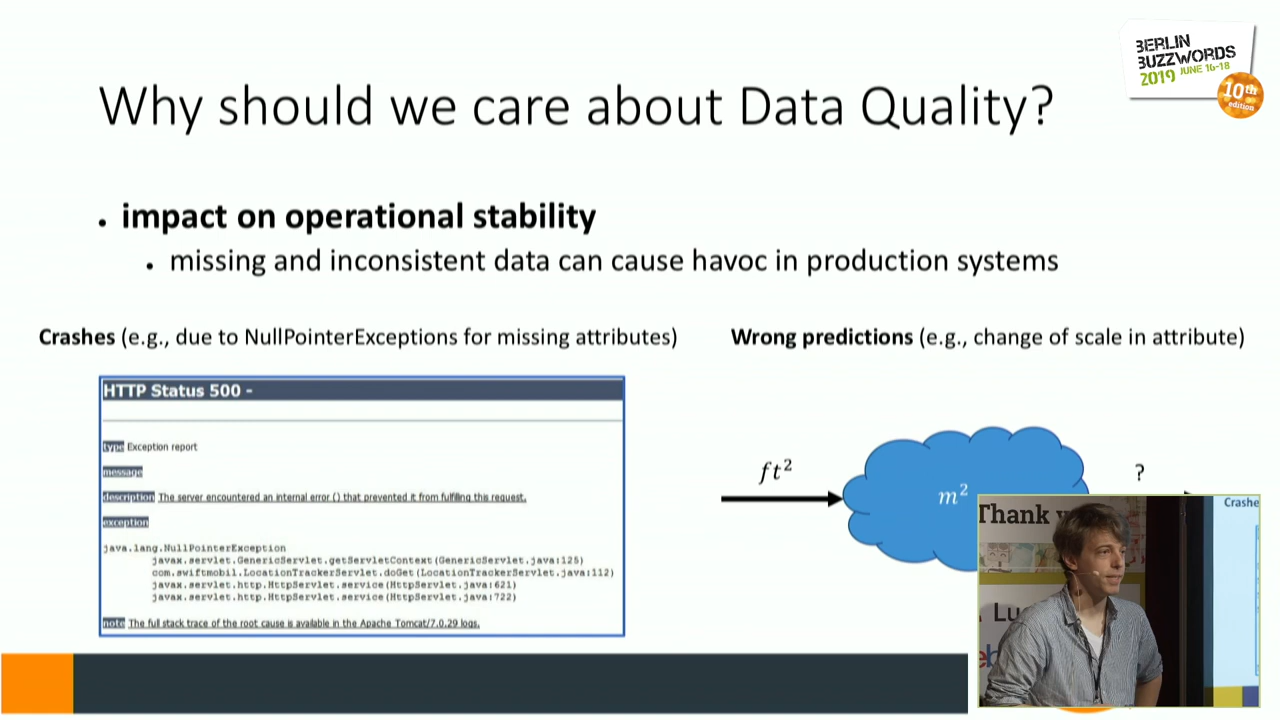 BERLIN
BUZZWORDS
2019 JUNE 16-18
10th
edition
Why should we care about Data Quality?
• impact on operational stability
• missing and inconsistent data can cause havoc in production systems
Crashes (e.g., due to NullPointerExceptions for missing attributes)
Wrong predictions (e.g., change of scale in attribute)
HTTP Status 500 -
type Exception report
message
description The server encountered an internal error () that prevented it from fulfilling this request.
exception
java.lang.NullPointerException
javax.servlet.GenericServlet.getServletContext(GenericServlet.java:125)
com.swiftmobil.LocationTrackerServlet.doGet(LocationTrackerServlet.java:112)
javax.servlet.http.HttpServlet.service(HttpServlet.java:621)
javax.servlet.http.HttpServlet.service(HttpServlet.java:722)
note The full stack trace of the root cause is available in the Apache Tomcat/7.0.29 logs.
ft²
m²
?
Thank
Lu
eb
Crashe